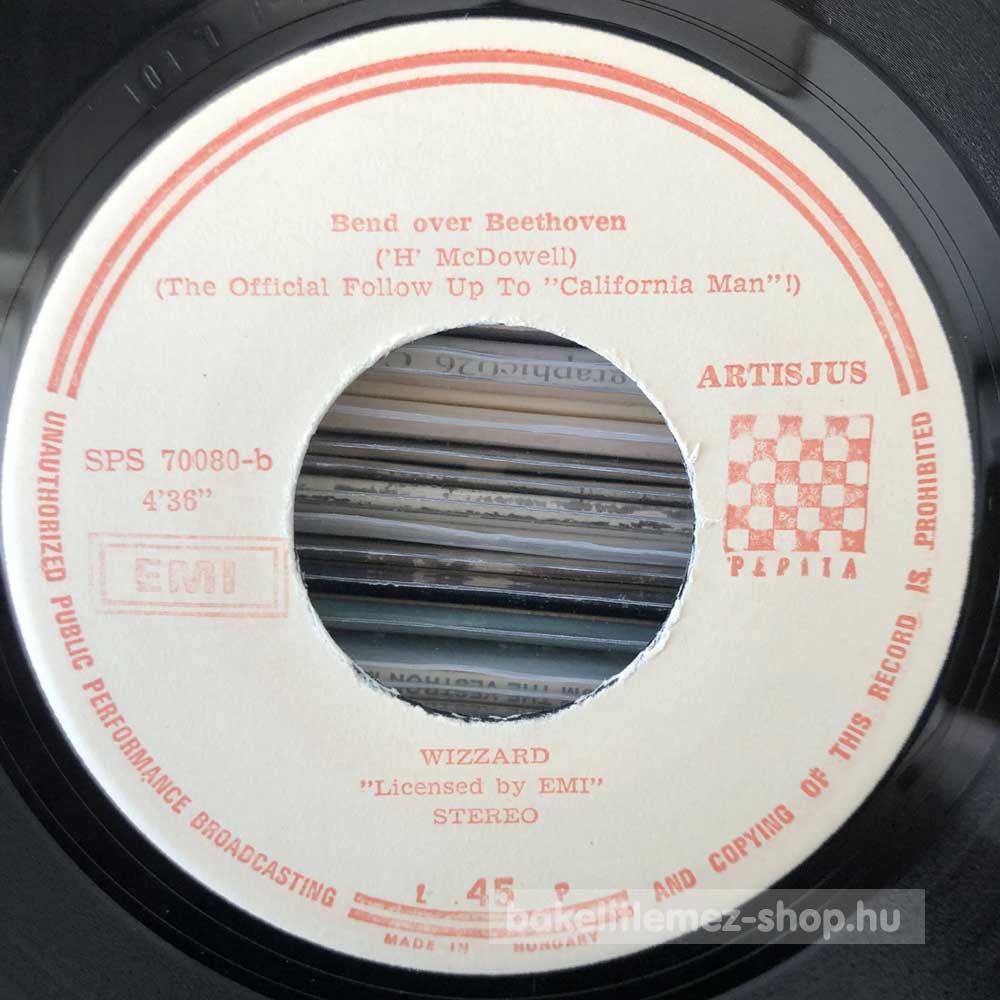 Bend over Beethoven
('H' McDowell)
(The Official Follow Up To "California Man"!)
ARTISJUS
SPS 70080-b
4'36"
EMI
PEPITA
WIZZARD
"Licensed by EMI"
STEREO
L 45 P
UNAUTHORIZED PUBLIC PERFORMANCE BROADCASTING AND COPYING OF THIS RECORD IS PROHIBITED
MADE IN HUNGARY
bakelitlemez-shop.hu